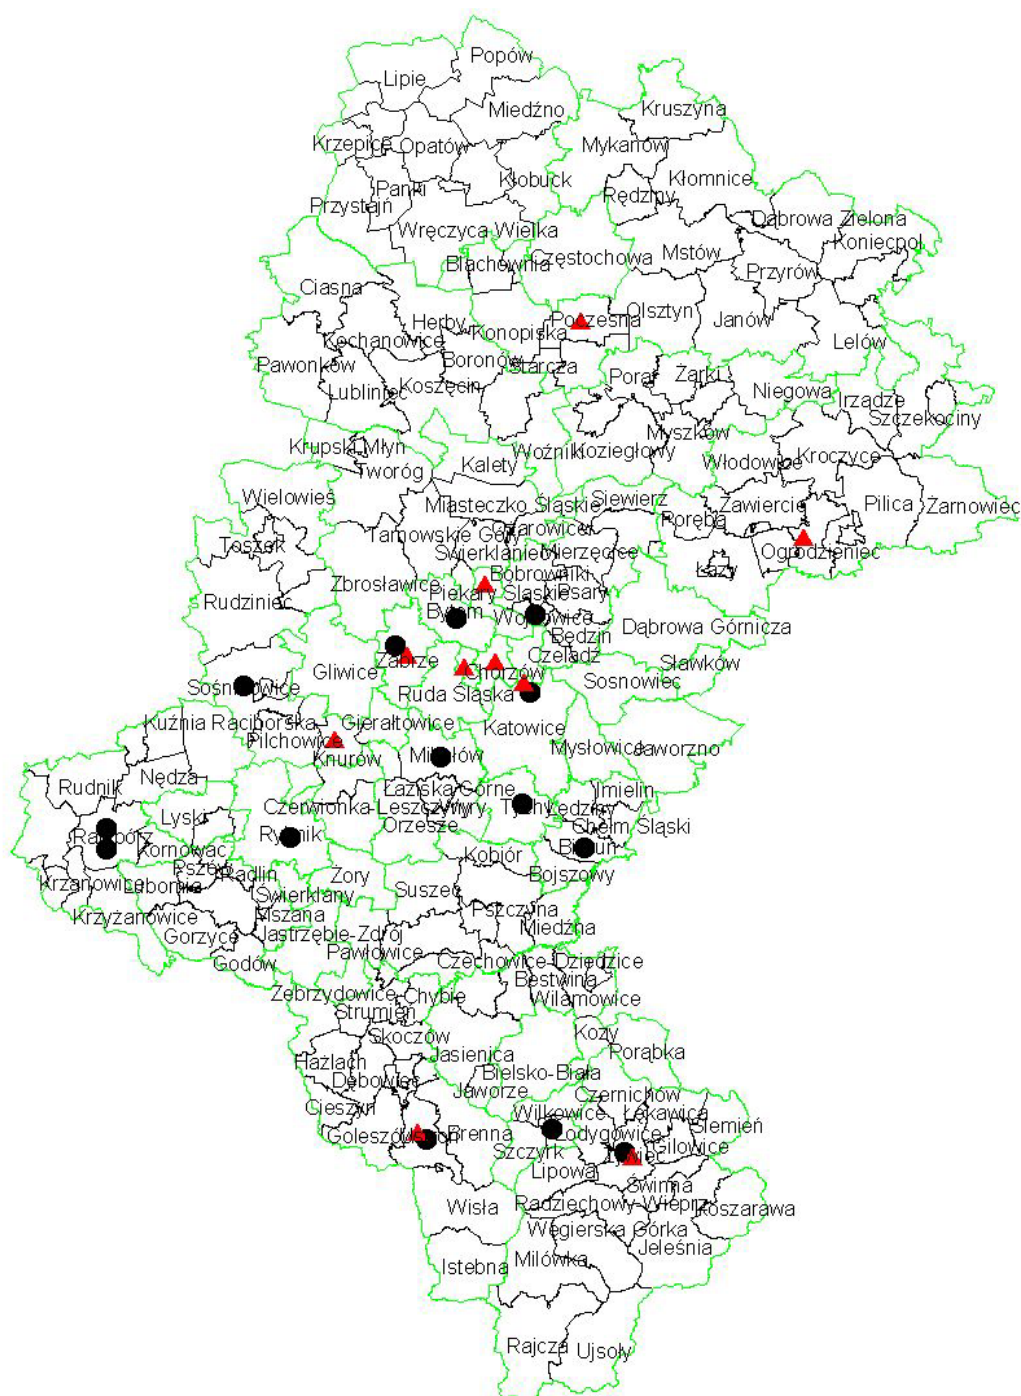 Popów
Lipie
Miedźno
Kruszyna
Krzepice
Opatów
Mykanów
Kłobuck
Kłomnice
Panki
Rędziny
Przystajń
Dąbrowa Zielona
Wręczyca Wielka
Koniecpol
Mstów
Częstochowa
Blachownia
Przyrów
Ciasna
Olsztyn
Poczesna
Janów
Herby
Konopiska
Kochanowice
Lelów
Boronów
Pawonków
Starcza
Poraj
Żarki
Koszęcin
Lubliniec
Niegowa
Irządze
Szczekociny
Myszków
Krupski Młyn
Woźniki
Koziegłowy
Kroczyce
Kalety
Włodowice
Tworóg
Wielowieś
Siewierz
Miasteczko Śląskie
Zawiercie
Pilica
Żarnowiec
Poręba
Ożarowice
Tarnowskie Góry
Toszek
Świerklaniec
Mierzęcice
Ogrodzieniec
Łazy
Bobrowniki
Zbrosławice
Psary
Piekary Śląskie
Rudziniec
Bytom
Wojkowice
Dąbrowa Górnicza
Będzin
Czeladź
Zabrze
Sławków
Gliwice
Chorzów
Sosnowiec
Sośnicowice
Ruda Śląska
Kuźnia Raciborska
Gierałtowice
Katowice
Pilchowice
Mysłowice
Jaworzno
Knurów
Mikołów
Nędza
Rudnik
Łaziska Górne
Imielin
Czerwionka-Leszczyny
Wyry
Tychy
Lędziny
Lyski
Orzesze
Chełm Śląski
Racibórz
Rybnik
Bieruń
Kornowac
Kobiór
Pszów
Radlin
Żory
Bojszowy
Krzanowice
Lubomia
Suszec
Świerklany
Pszczyna
Krzyżanowice
Mszana
Miedźna
Gorzyce
Jastrzębie-Zdrój
Pawłowice
Godów
Czechowice-Dziedzice
Bestwina
Zebrzydowice
Chybie
Wilamowice
Strumień
Kozy
Skoczów
Porąbka
Jasienica
Hażlach
Bielsko-Biała
Dębowiec
Jaworze
Czernichów
Cieszyn
Wilkowice
Łękawica
Ślemień
Goleszów
Ustroń
Brenna
Łodygowice
Gilowice
Szczyrk
Żywiec
Lipowa
Świnna
Wisła
Radziechowy-Wieprz
Koszarawa
Węgierska Górka
Jeleśnia
Milówka
Istebna
Rajcza
Ujsoły